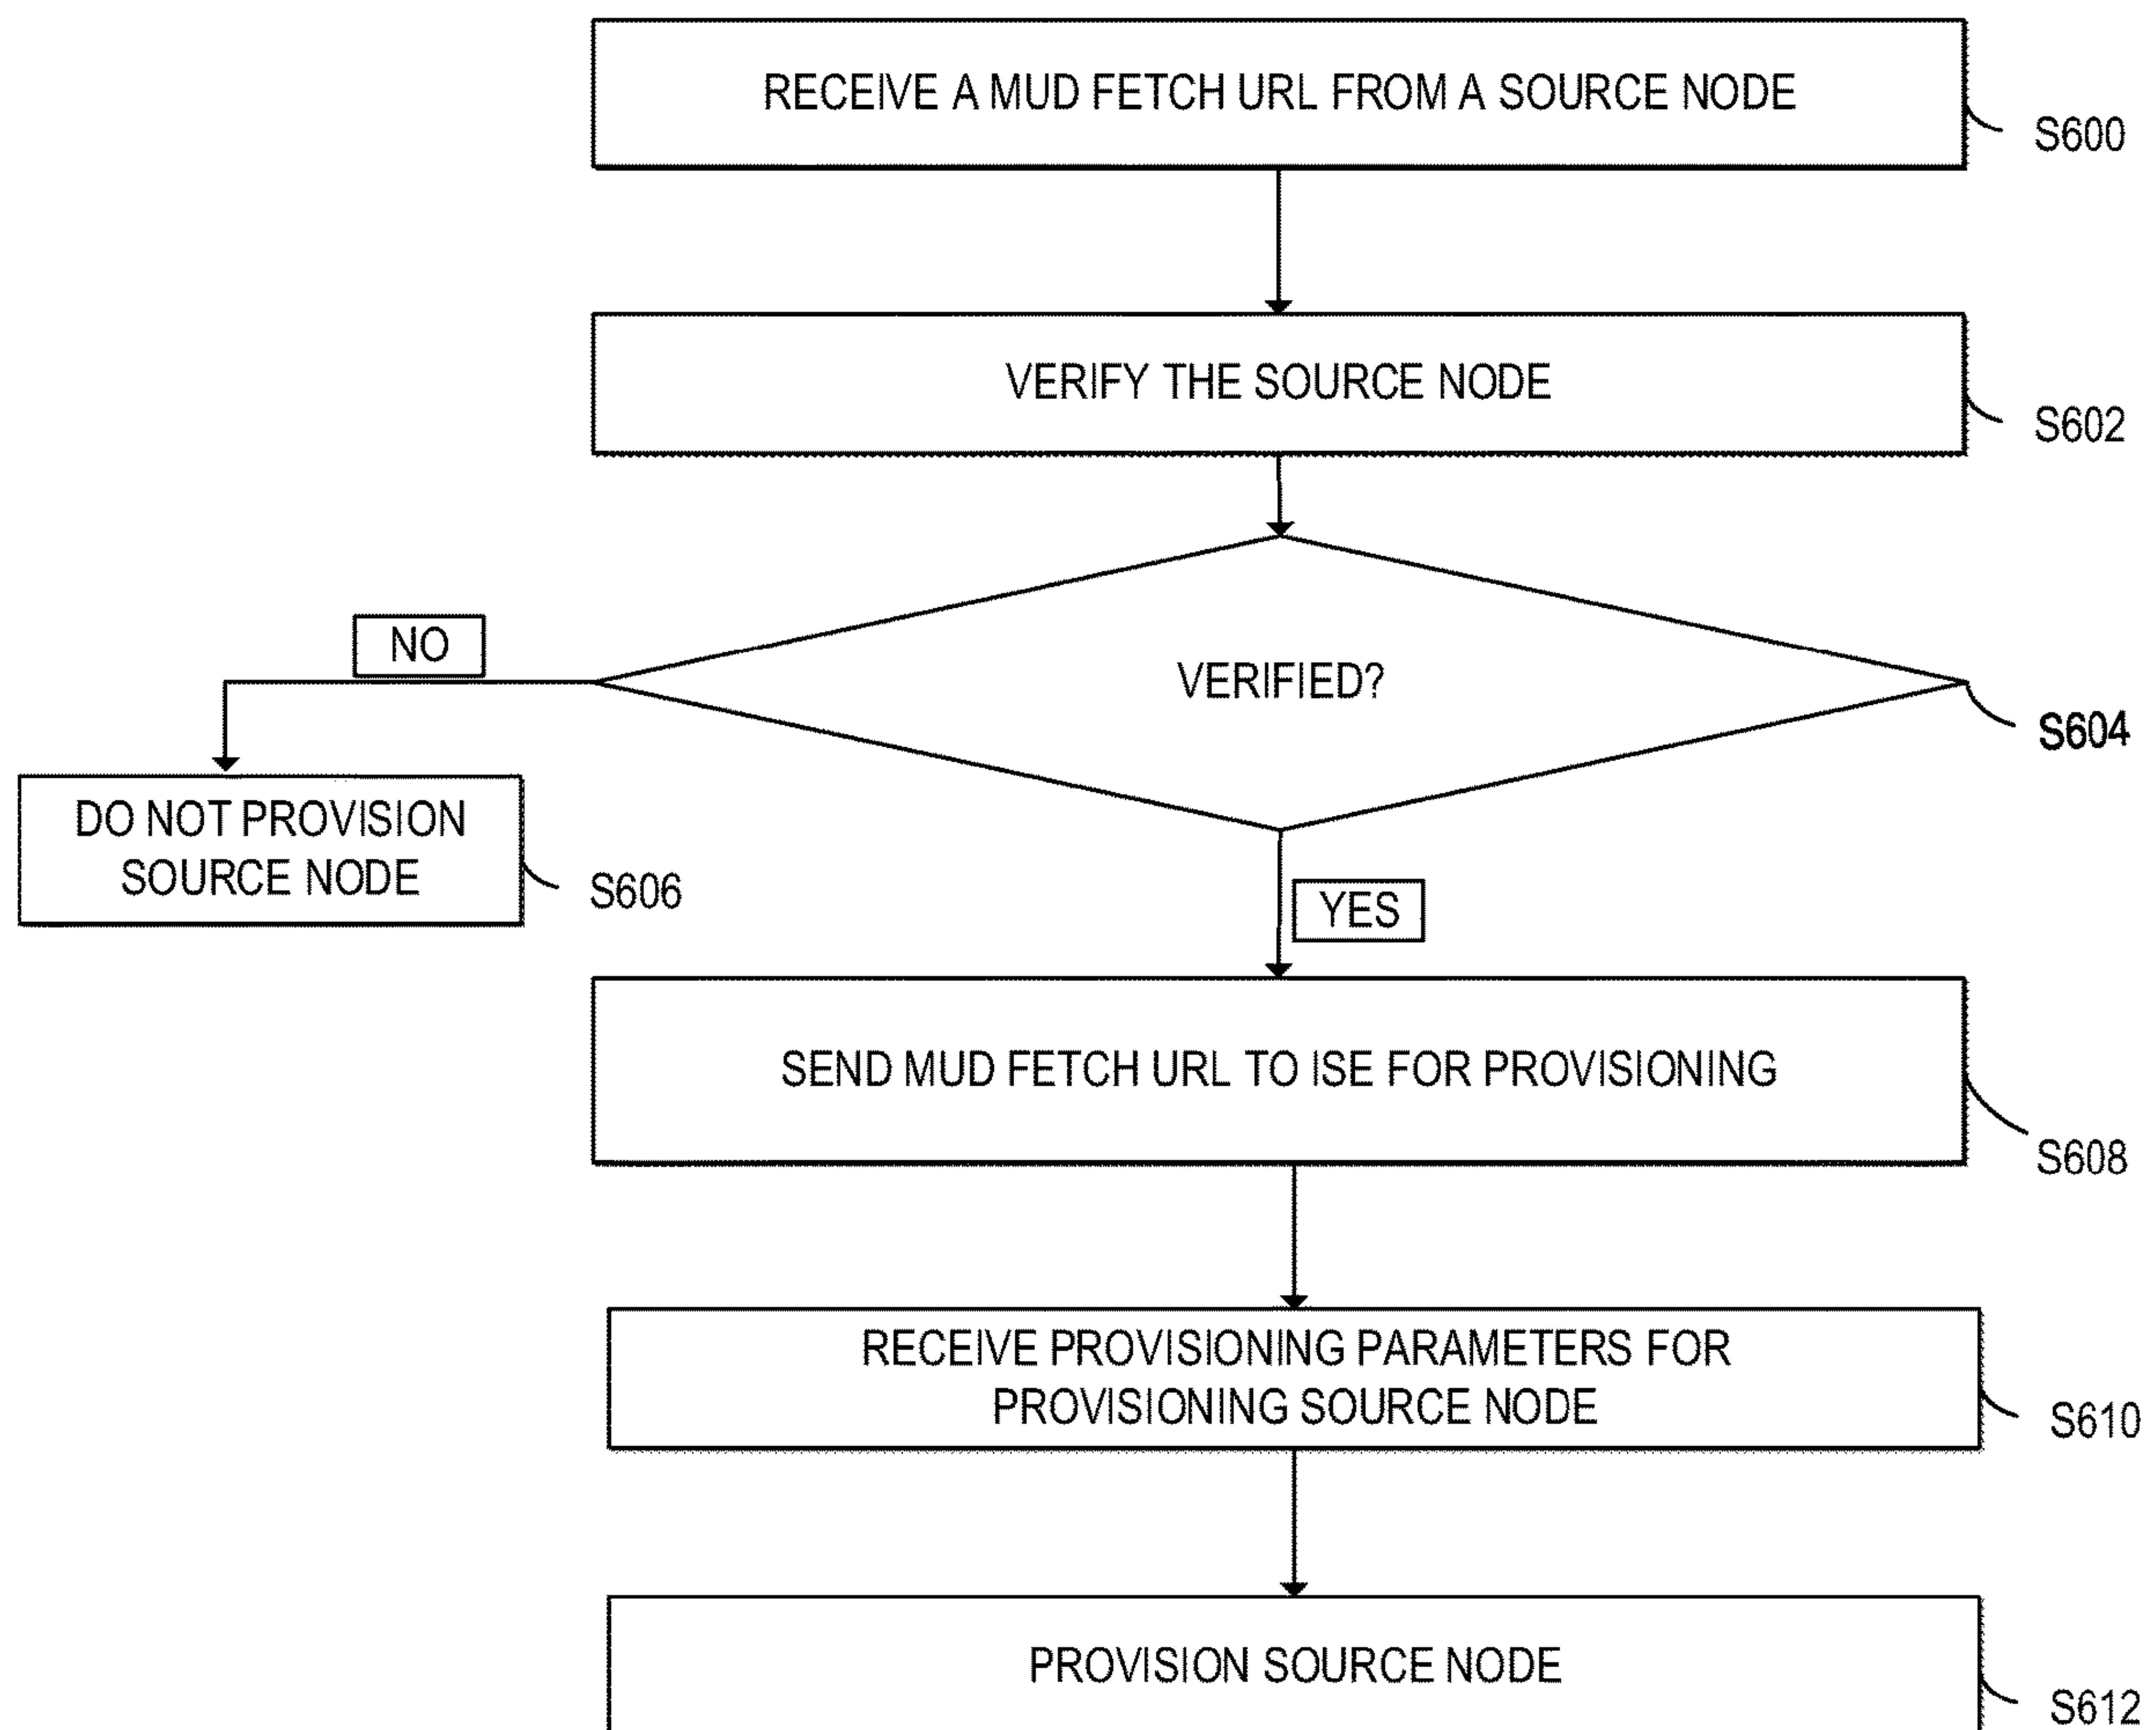 RECEIVE A MUD FETCH URL FROM A SOURCE NODE
S600
VERIFY THE SOURCE NODE
S602
VERIFIED?
S604
NO
DO NOT PROVISION
SOURCE NODE
S606
YES
SEND MUD FETCH URL TO ISE FOR PROVISIONING
S608
RECEIVE PROVISIONING PARAMETERS FOR
PROVISIONING SOURCE NODE
S610
PROVISION SOURCE NODE
S612